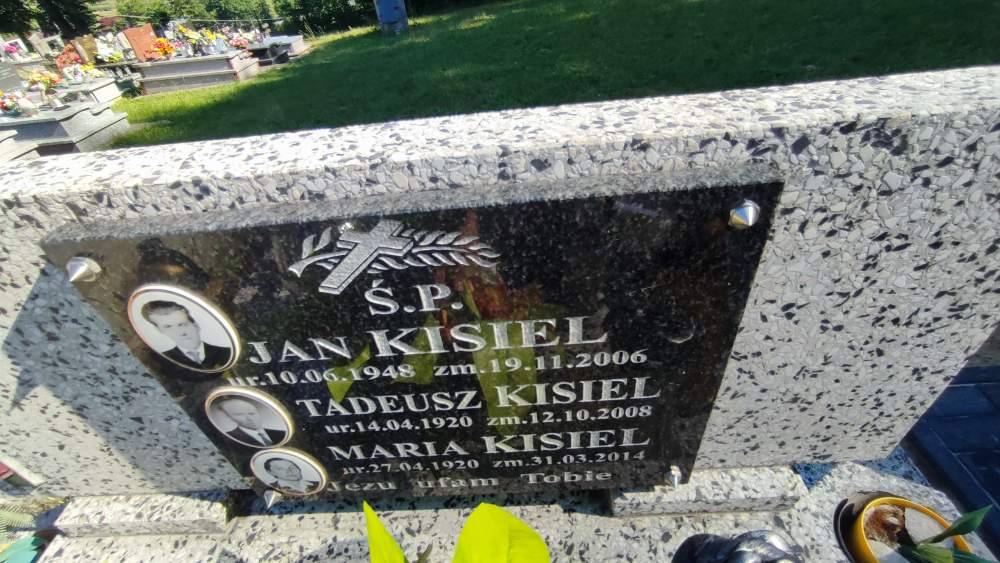 Ś.P.
JAN KISIEL
ur.10.06.1948 zm.19.11.2006
TADEUSZ KISIEL
ur.14.04.1920 zm.12.10.2008
MARIA KISIEL
ur.27.04.1920 zm.31.03.2014
Jezu ufam Tobie